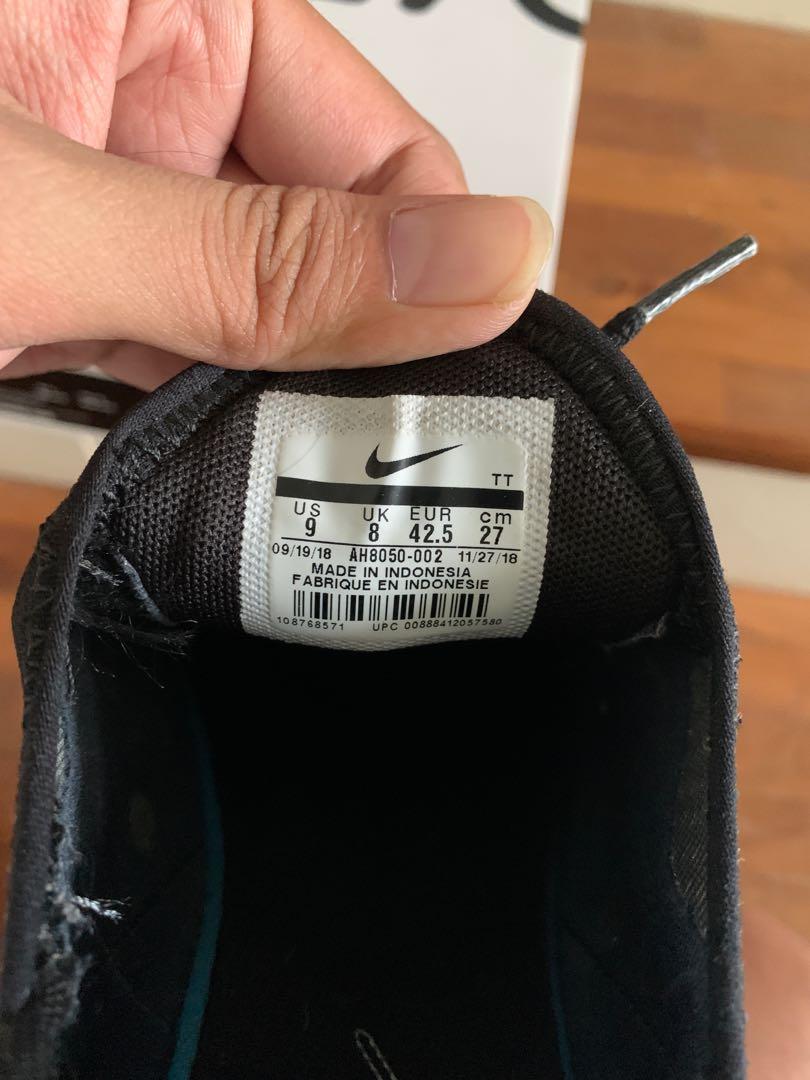 TT
US UK EUR cm
9 8 42.5 27
09/19/18 AH8050-002 11/27/18
MADE IN INDONESIA
FABRIQUE EN INDONESIE
108768571 UPC 00888412057580